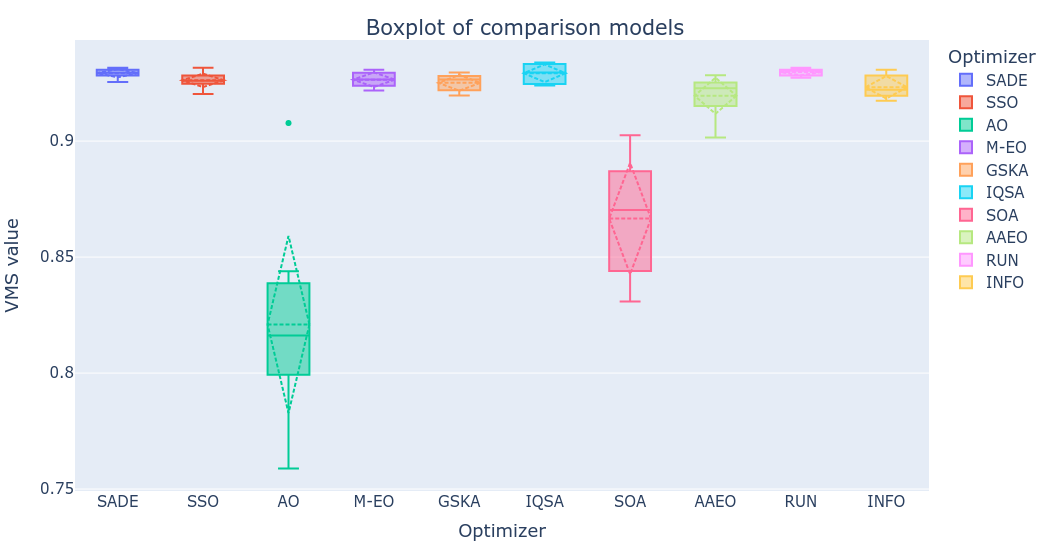 Boxplot of comparison models
VMS value
0.9
0.85
0.8
0.75
SADE SSO AO M-EO GSKA IQSA SOA AAEO RUN INFO
Optimizer
Optimizer
SADE
SSO
AO
M-EO
GSKA
IQSA
SOA
AAEO
RUN
INFO